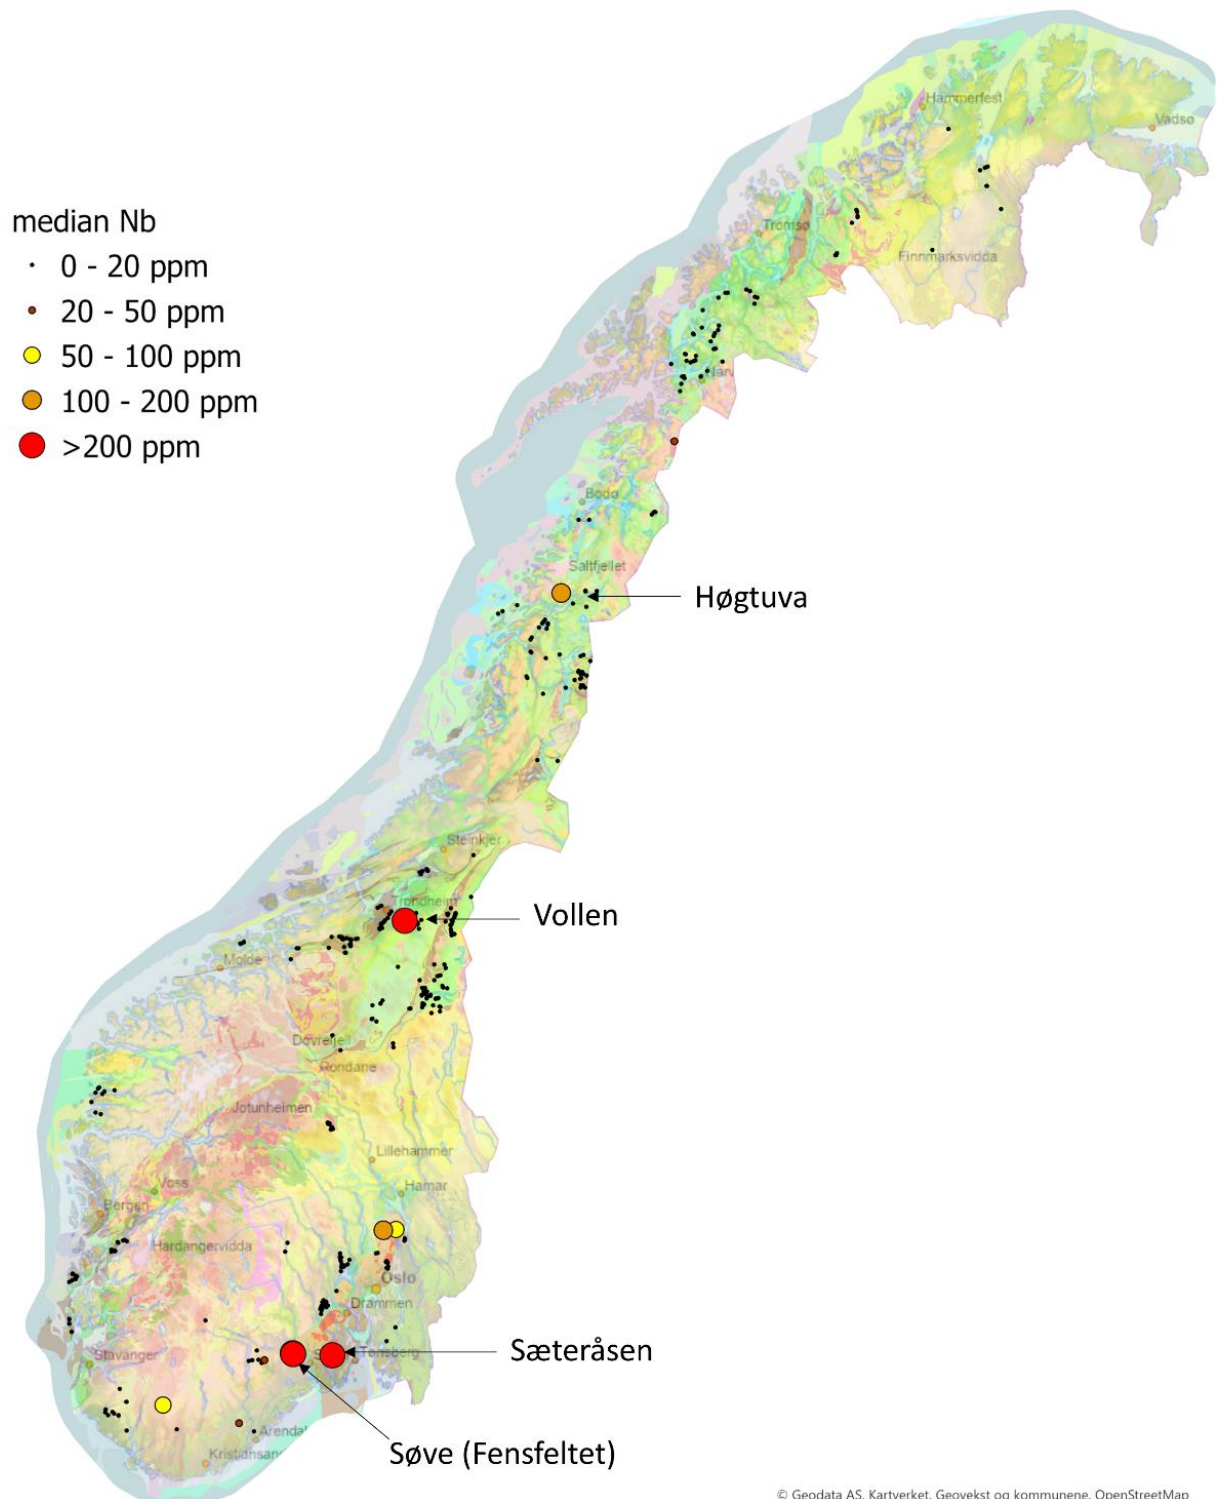 Hammerfest
Vadsø
median Nb
0 - 20 ppm
20 - 50 ppm
50 - 100 ppm
100 - 200 ppm
>200 ppm
Tromsø
Finnmarksvidda
Bodø
Saltfjellet
Høgtuva
Steinkjer
Trondheim
Vollen
Molde
Dovrefjell
Rondane
Jotunheimen
Lillehammer
Voss
Hamar
Bergen
Hardangervidda
Oslo
Drammen
Stavanger
Tønsberg
Sæteråsen
Arendal
Kristiansan
Søve (Fensfeltet)
© Geodata AS, Kartverket, Geovekst og kommunene, OpenStreetMap